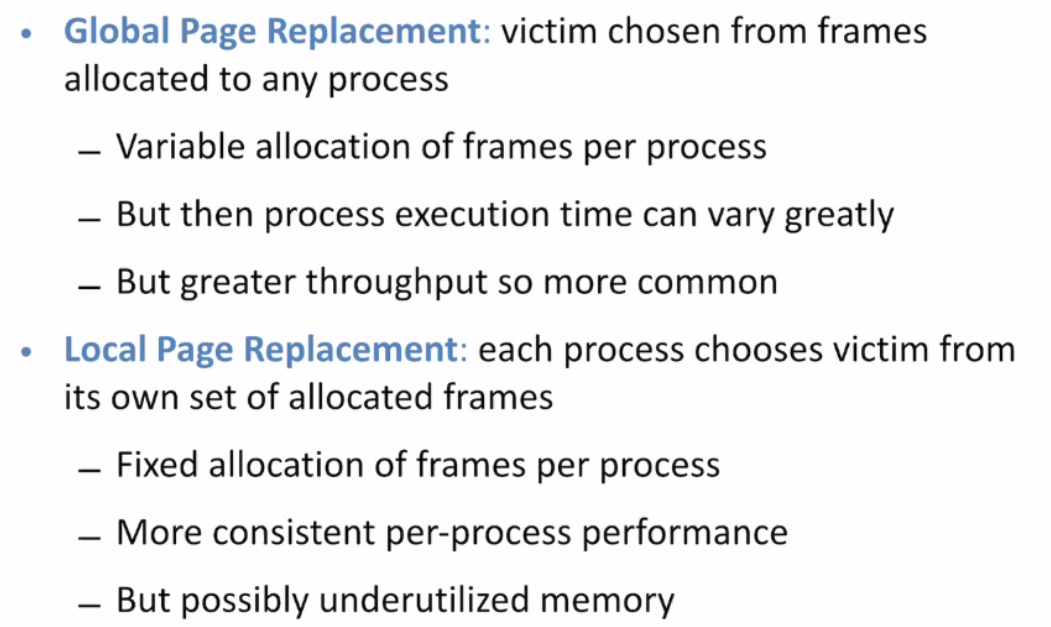 • Global Page Replacement: victim chosen from frames
allocated to any process
– Variable allocation of frames per process
– But then process execution time can vary greatly
– But greater throughput so more common
• Local Page Replacement: each process chooses victim from
its own set of allocated frames
– Fixed allocation of frames per process
– More consistent per-process performance
– But possibly underutilized memory